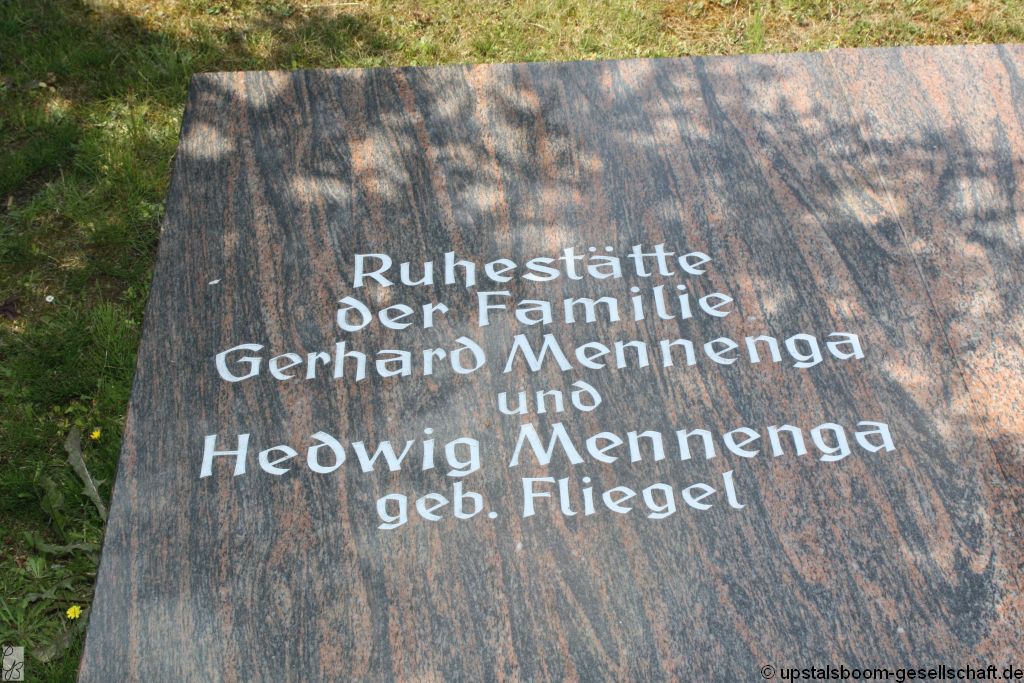 Ruhestätte
der Familie
Gerhard Mennenga
und
Hedwig Mennenga
geb. Fliegel
© upstalsboom-gesellschaft.de